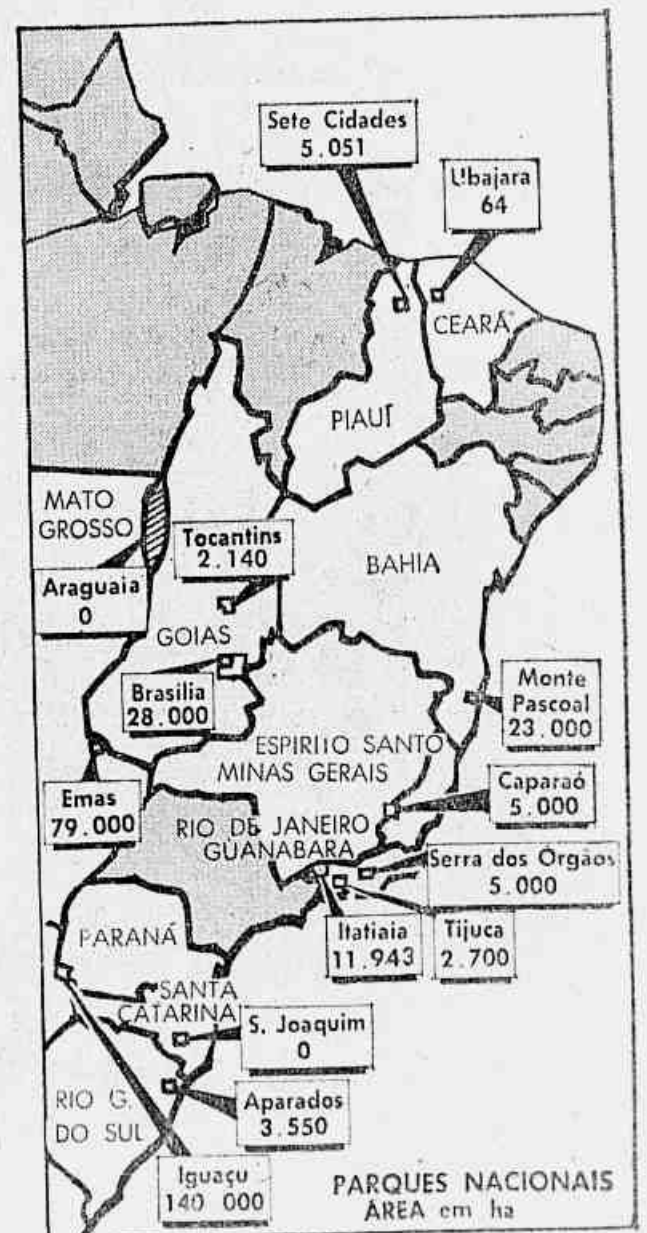 Sete Cidades
5.051
Ubajara
64
CEARÁ
PIAUÍ
MATO
GROSSO
Tocantins
2.140
BAHIA
Araguaia
0
GOIAS
Brasilia
28.000
Monte
Pascoal
23.000
ESPIRITO SANTO
MINAS GERAIS
Emas
79.000
Caparaó
5.000
RIO DE JANEIRO
GUANABARA
Serra dos Órgãos
5.000
PARANÁ
Itatiaia
11.943
Tijuca
2.700
SANTA
CATARINA
S. Joaquim
0
RIO G.
DO SUL
Aparados
3.550
Iguaçu
140 000
PARQUES NACIONAIS
ÁREA em ha